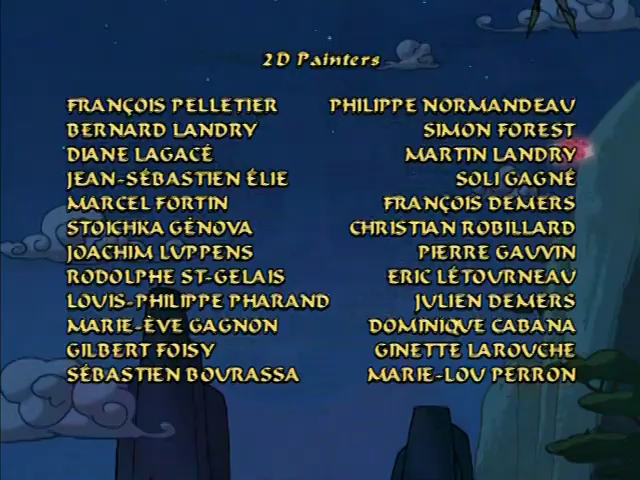 2D Painters
FRANÇOIS PELLETIER PHILIPPE NORMANDEAU
BERNARD LANDRY SIMON FOREST
DIANE LAGACÉ MARTIN LANDRY
JEAN-SÉBASTIEN ÉLIE SOLI GAGNÉ
MARCEL FORTIN FRANÇOIS DEMERS
STOICHKA GÉNOVA CHRISTIAN ROBILLARD
JOACHIM LUPPENS PIERRE GAUVIN
RODOLPHE ST-GELAIS ERIC LÉTOURNEAU
LOUIS-PHILIPPE PHARAND JULIEN DEMERS
MARIE-ÈVE GAGNON DOMINIQUE CABANA
GILBERT FOISY GINETTE LAROUCHE
SÉBASTIEN BOURASSA MARIE-LOU PERRON